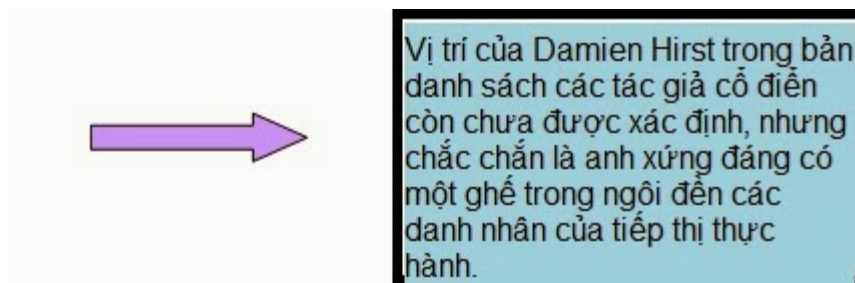 Vị trí của Damien Hirst trong bản
danh sách các tác giả cổ điển
còn chưa được xác định, nhưng
chắc chắn là anh xứng đáng có
một ghế trong ngôi đền các
danh nhân của tiếp thị thực
hành.